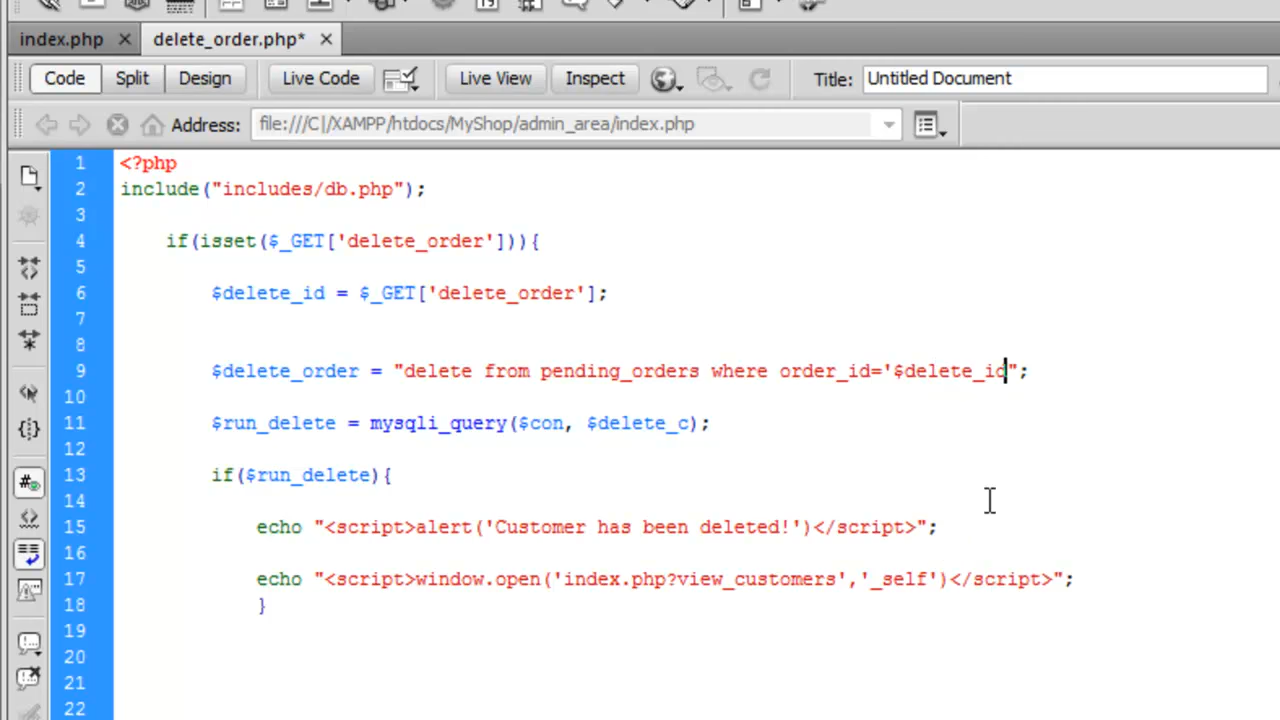 index.php × delete_order.php* ×
Code Split Design Live Code Live View Inspect Title: Untitled Document
Address: file:///C|/XAMPP/htdocs/MyShop/admin_area/index.php
1 <?php
2 include("includes/db.php");
3
4 if(isset($_GET['delete_order'])){
5
6 $delete_id = $_GET['delete_order'];
7
8
9 $delete_order = "delete from pending_orders where order_id='$delete_id";
10
11 $run_delete = mysqli_query($con, $delete_c);
12
13 if($run_delete){
14
15 echo "<script>alert('Customer has been deleted!')</script>";
16
17 echo "<script>window.open('index.php?view_customers','_self')</script>";
18 }
19
20
21
22